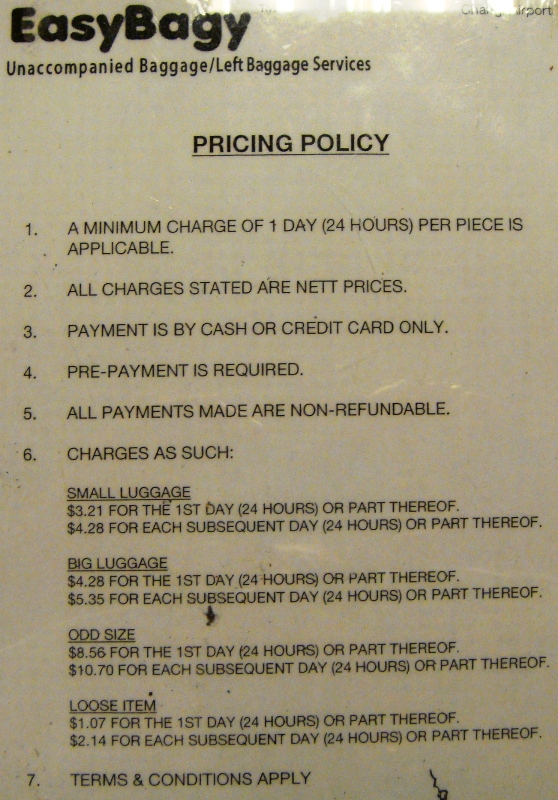 EasyBagy
Changi Airport
Unaccompanied Baggage/Left Baggage Services
PRICING POLICY
1. A MINIMUM CHARGE OF 1 DAY (24 HOURS) PER PIECE IS
APPLICABLE.
2. ALL CHARGES STATED ARE NETT PRICES.
3. PAYMENT IS BY CASH OR CREDIT CARD ONLY.
4. PRE-PAYMENT IS REQUIRED.
5. ALL PAYMENTS MADE ARE NON-REFUNDABLE.
6. CHARGES AS SUCH:
SMALL LUGGAGE
$3.21 FOR THE 1ST DAY (24 HOURS) OR PART THEREOF.
$4.28 FOR EACH SUBSEQUENT DAY (24 HOURS) OR PART THEREOF.
BIG LUGGAGE
$4.28 FOR THE 1ST DAY (24 HOURS) OR PART THEREOF.
$5.35 FOR EACH SUBSEQUENT DAY (24 HOURS) OR PART THEREOF.
ODD SIZE
$8.56 FOR THE 1ST DAY (24 HOURS) OR PART THEREOF.
$10.70 FOR EACH SUBSEQUENT DAY (24 HOURS) OR PART THEREOF.
LOOSE ITEM
$1.07 FOR THE 1ST DAY (24 HOURS) OR PART THEREOF.
$2.14 FOR EACH SUBSEQUENT DAY (24 HOURS) OR PART THEREOF.
7. TERMS & CONDITIONS APPLY